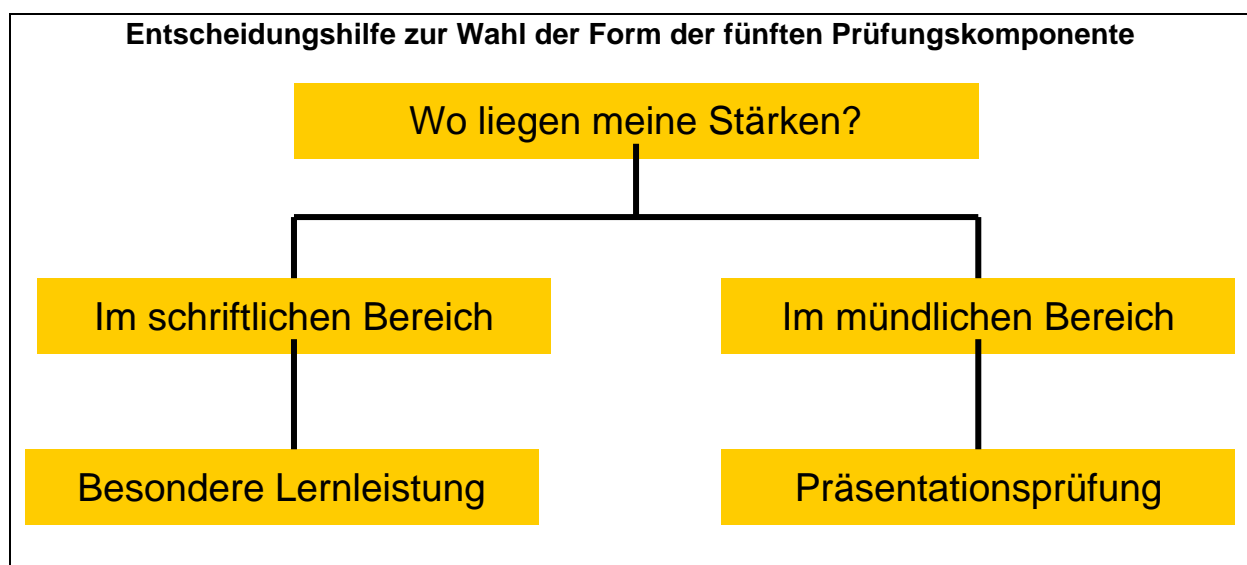 Entscheidungshilfe zur Wahl der Form der fünften Prüfungskomponente
Wo liegen meine Stärken?
Im schriftlichen Bereich
Im mündlichen Bereich
Besondere Lernleistung
Präsentationsprüfung